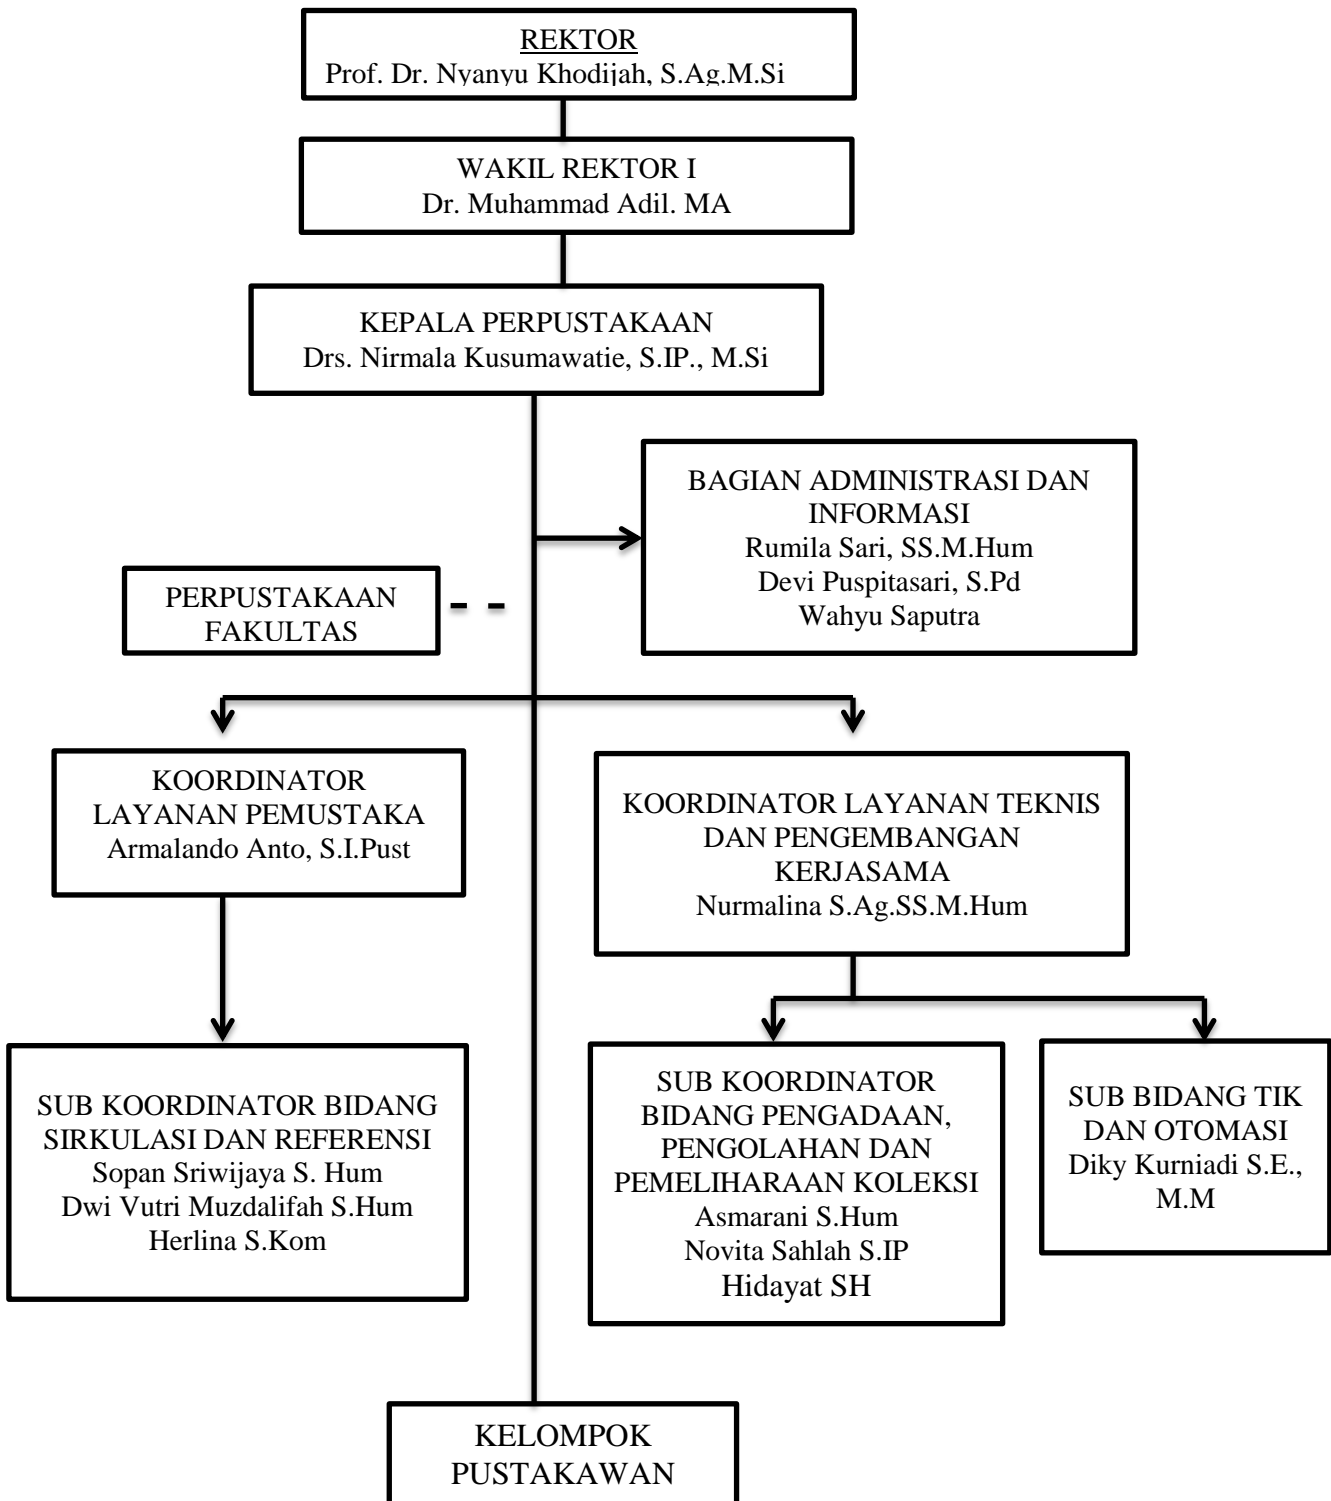 REKTOR
Prof. Dr. Nyanyu Khodijah, S.Ag.M.Si
WAKIL REKTOR I
Dr. Muhammad Adil. MA
KEPALA PERPUSTAKAAN
Drs. Nirmala Kusumawatie, S.IP., M.Si
BAGIAN ADMINISTRASI DAN
INFORMASI
Rumila Sari, SS.M.Hum
Devi Puspitasari, S.Pd
Wahyu Saputra
PERPUSTAKAAN
FAKULTAS
KOORDINATOR
LAYANAN PEMUSTAKA
Armalando Anto, S.I.Pust
KOORDINATOR LAYANAN TEKNIS
DAN PENGEMBANGAN
KERJASAMA
Nurmalina S.Ag.SS.M.Hum
SUB KOORDINATOR BIDANG
SIRKULASI DAN REFERENSI
Sopan Sriwijaya S. Hum
Dwi Vutri Muzdalifah S.Hum
Herlina S.Kom
SUB KOORDINATOR
BIDANG PENGADAAN,
PENGOLAHAN DAN
PEMELIHARAAN KOLEKSI
Asmarani S.Hum
Novita Sahlah S.IP
Hidayat SH
SUB BIDANG TIK
DAN OTOMASI
Diky Kurniadi S.E.,
M.M
KELOMPOK
PUSTAKAWAN